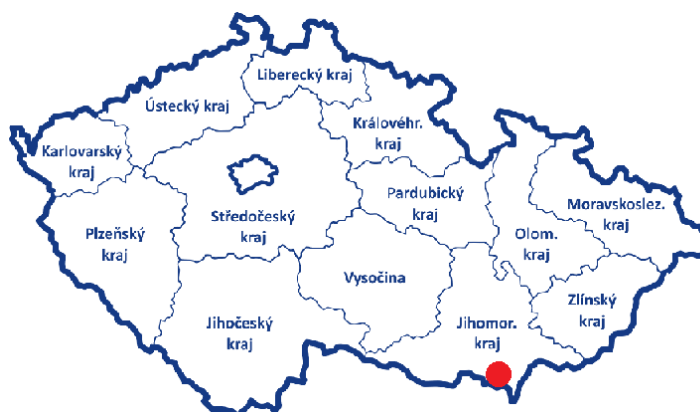 Liberecký kraj
Ústecký kraj
Královéhr.
kraj
Karlovarský
kraj
Pardubický
kraj
Moravskoslez.
kraj
Středočeský
kraj
Olom.
kraj
Plzeňský
kraj
Vysočina
Zlínský
kraj
Jihočeský
kraj
Jihomor.
kraj